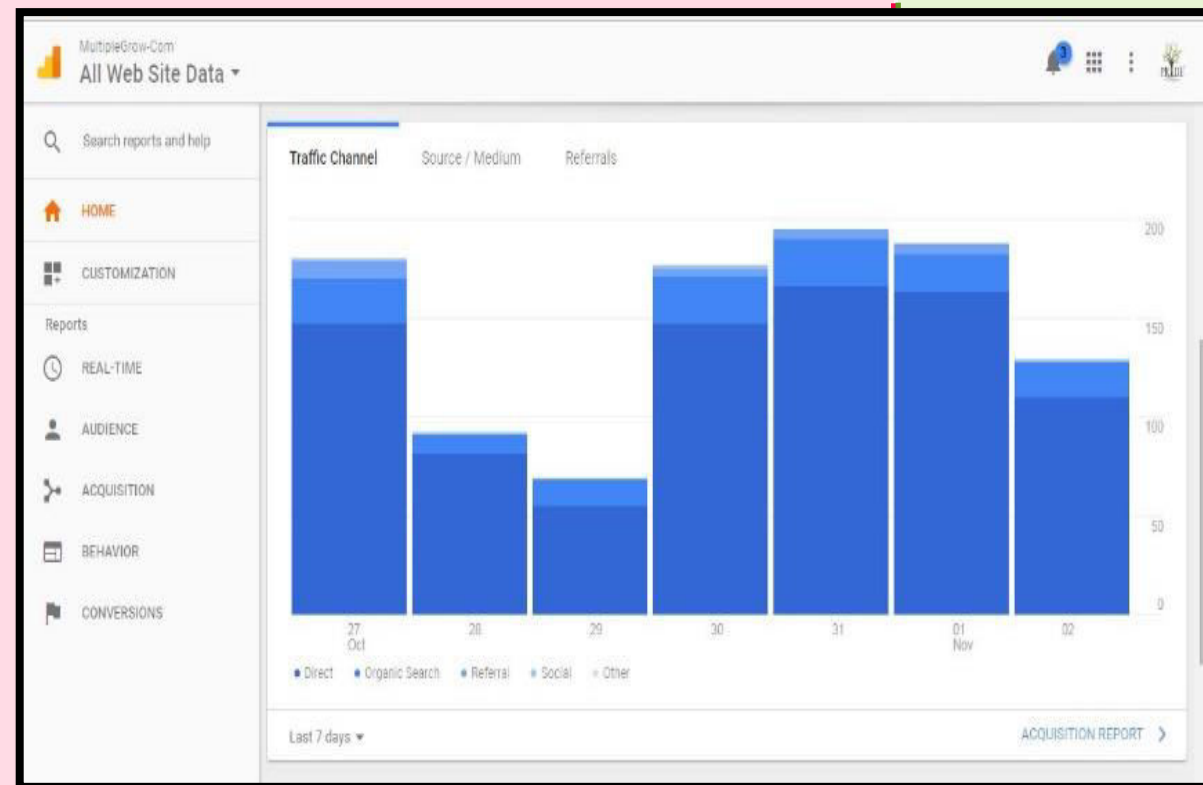 MultipleGrow-Com
All Web Site Data
3
Search reports and help
HOME
CUSTOMIZATION
Reports
REAL-TIME
AUDIENCE
ACQUISITION
BEHAVIOR
CONVERSIONS
Traffic Channel Source / Medium Referrals
200
150
100
50
0
27 28 29 30 31 01 02
Oct Nov
Direct Organic Search Referral Social Other
Last 7 days ACQUISITION REPORT